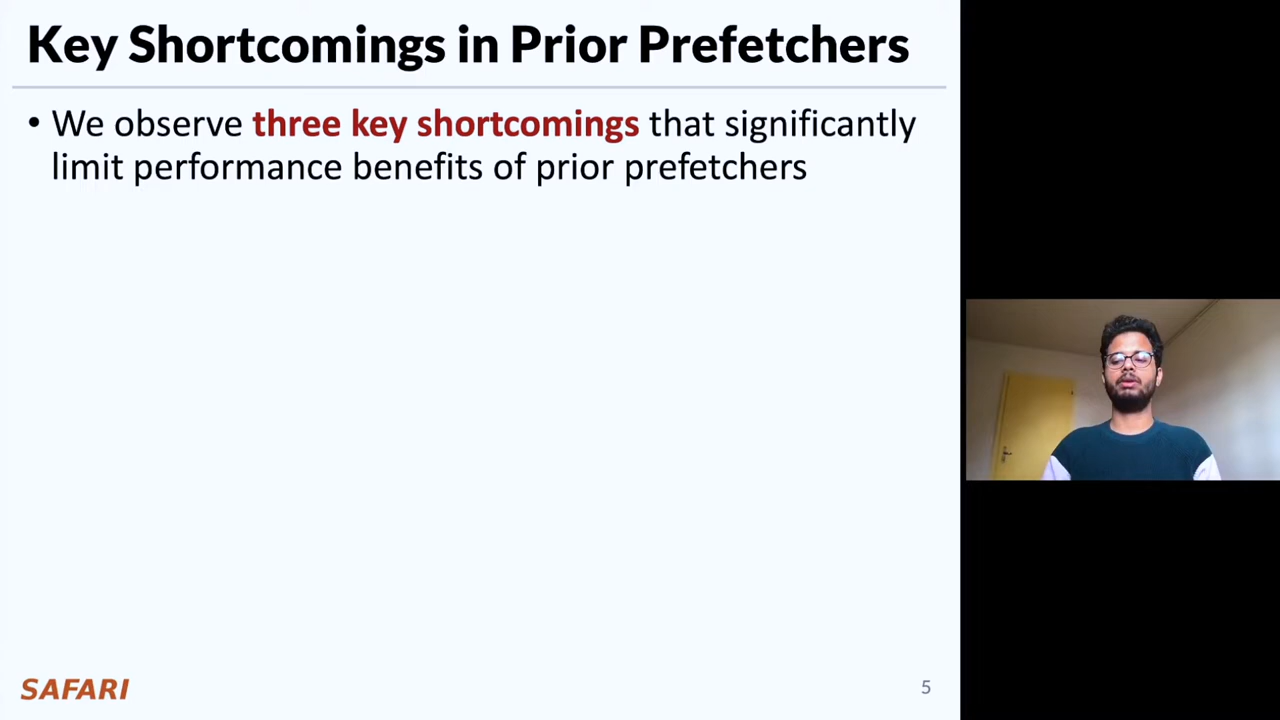 Key Shortcomings in Prior Prefetchers
• We observe three key shortcomings that significantly
limit performance benefits of prior prefetchers
SAFARI
5